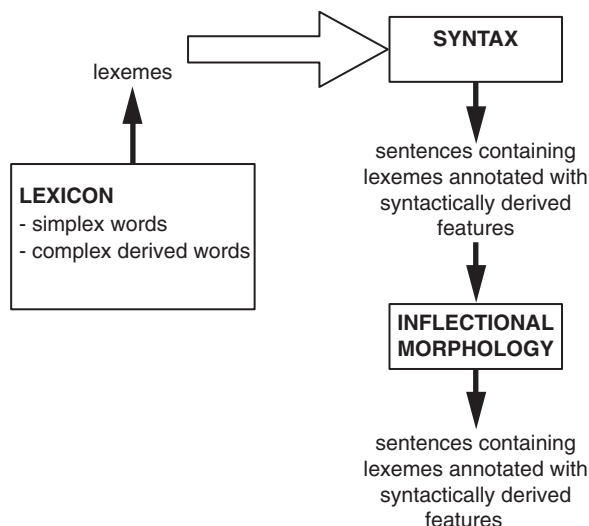 lexemes
LEXICON
- simplex words
- complex derived words
SYNTAX
sentences containing
lexemes annotated with
syntactically derived
features
INFLECTIONAL
MORPHOLOGY
sentences containing
lexemes annotated with
syntactically derived
features